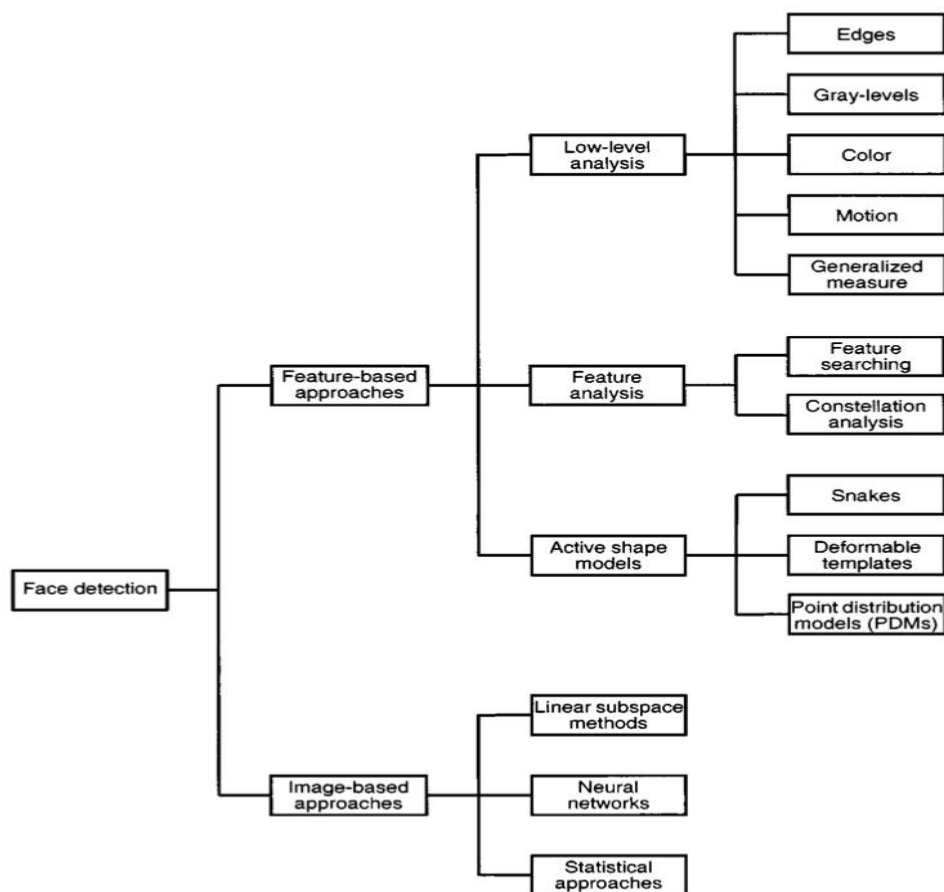 Edges
Gray-levels
Low-level
analysis
Color
Motion
Generalized
measure
Feature-based
approaches
Feature
analysis
Feature
searching
Constellation
analysis
Snakes
Active shape
models
Deformable
templates
Point distribution
models (PDMs)
Face detection
Linear subspace
methods
Image-based
approaches
Neural
networks
Statistical
approaches